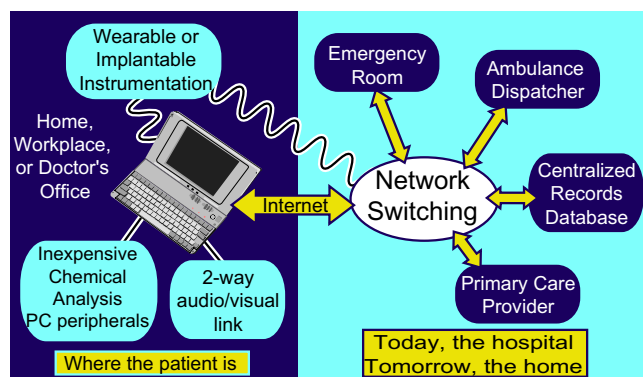 Wearable or
Implantable
Instrumentation
Home,
Workplace,
or Doctor's
Office
Inexpensive
Chemical
Analysis
PC peripherals
2-way
audio/visual
link
Where the patient is
Internet
Emergency
Room
Ambulance
Dispatcher
Network
Switching
Centralized
Records
Database
Primary Care
Provider
Today, the hospital
Tomorrow, the home